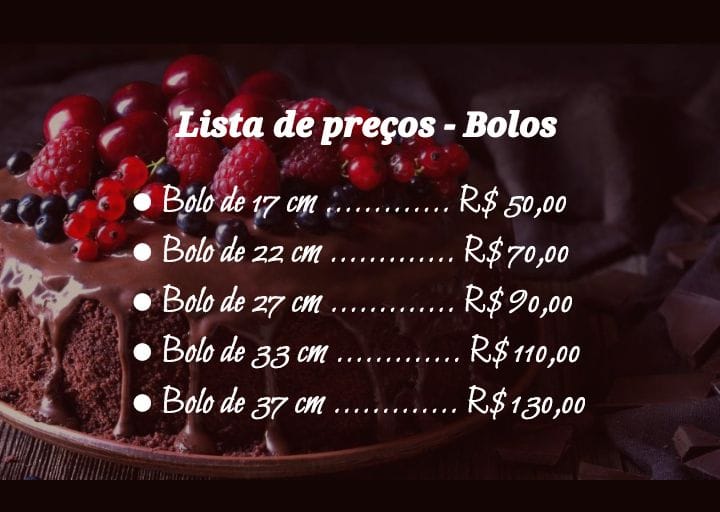 Lista de preços - Bolos
● Bolo de 17 cm ............. R$ 50,00
● Bolo de 22 cm ............. R$ 70,00
● Bolo de 27 cm ............. R$ 90,00
● Bolo de 33 cm ............. R$ 110,00
● Bolo de 37 cm ............. R$ 130,00